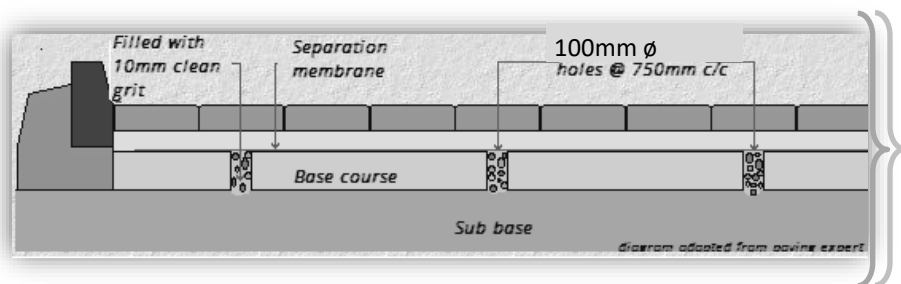 Filled with
10mm clean
grit
Separation
membrane
100mm ø
holes @ 750mm c/c
Base course
Sub base
diagram adapted from paving expert